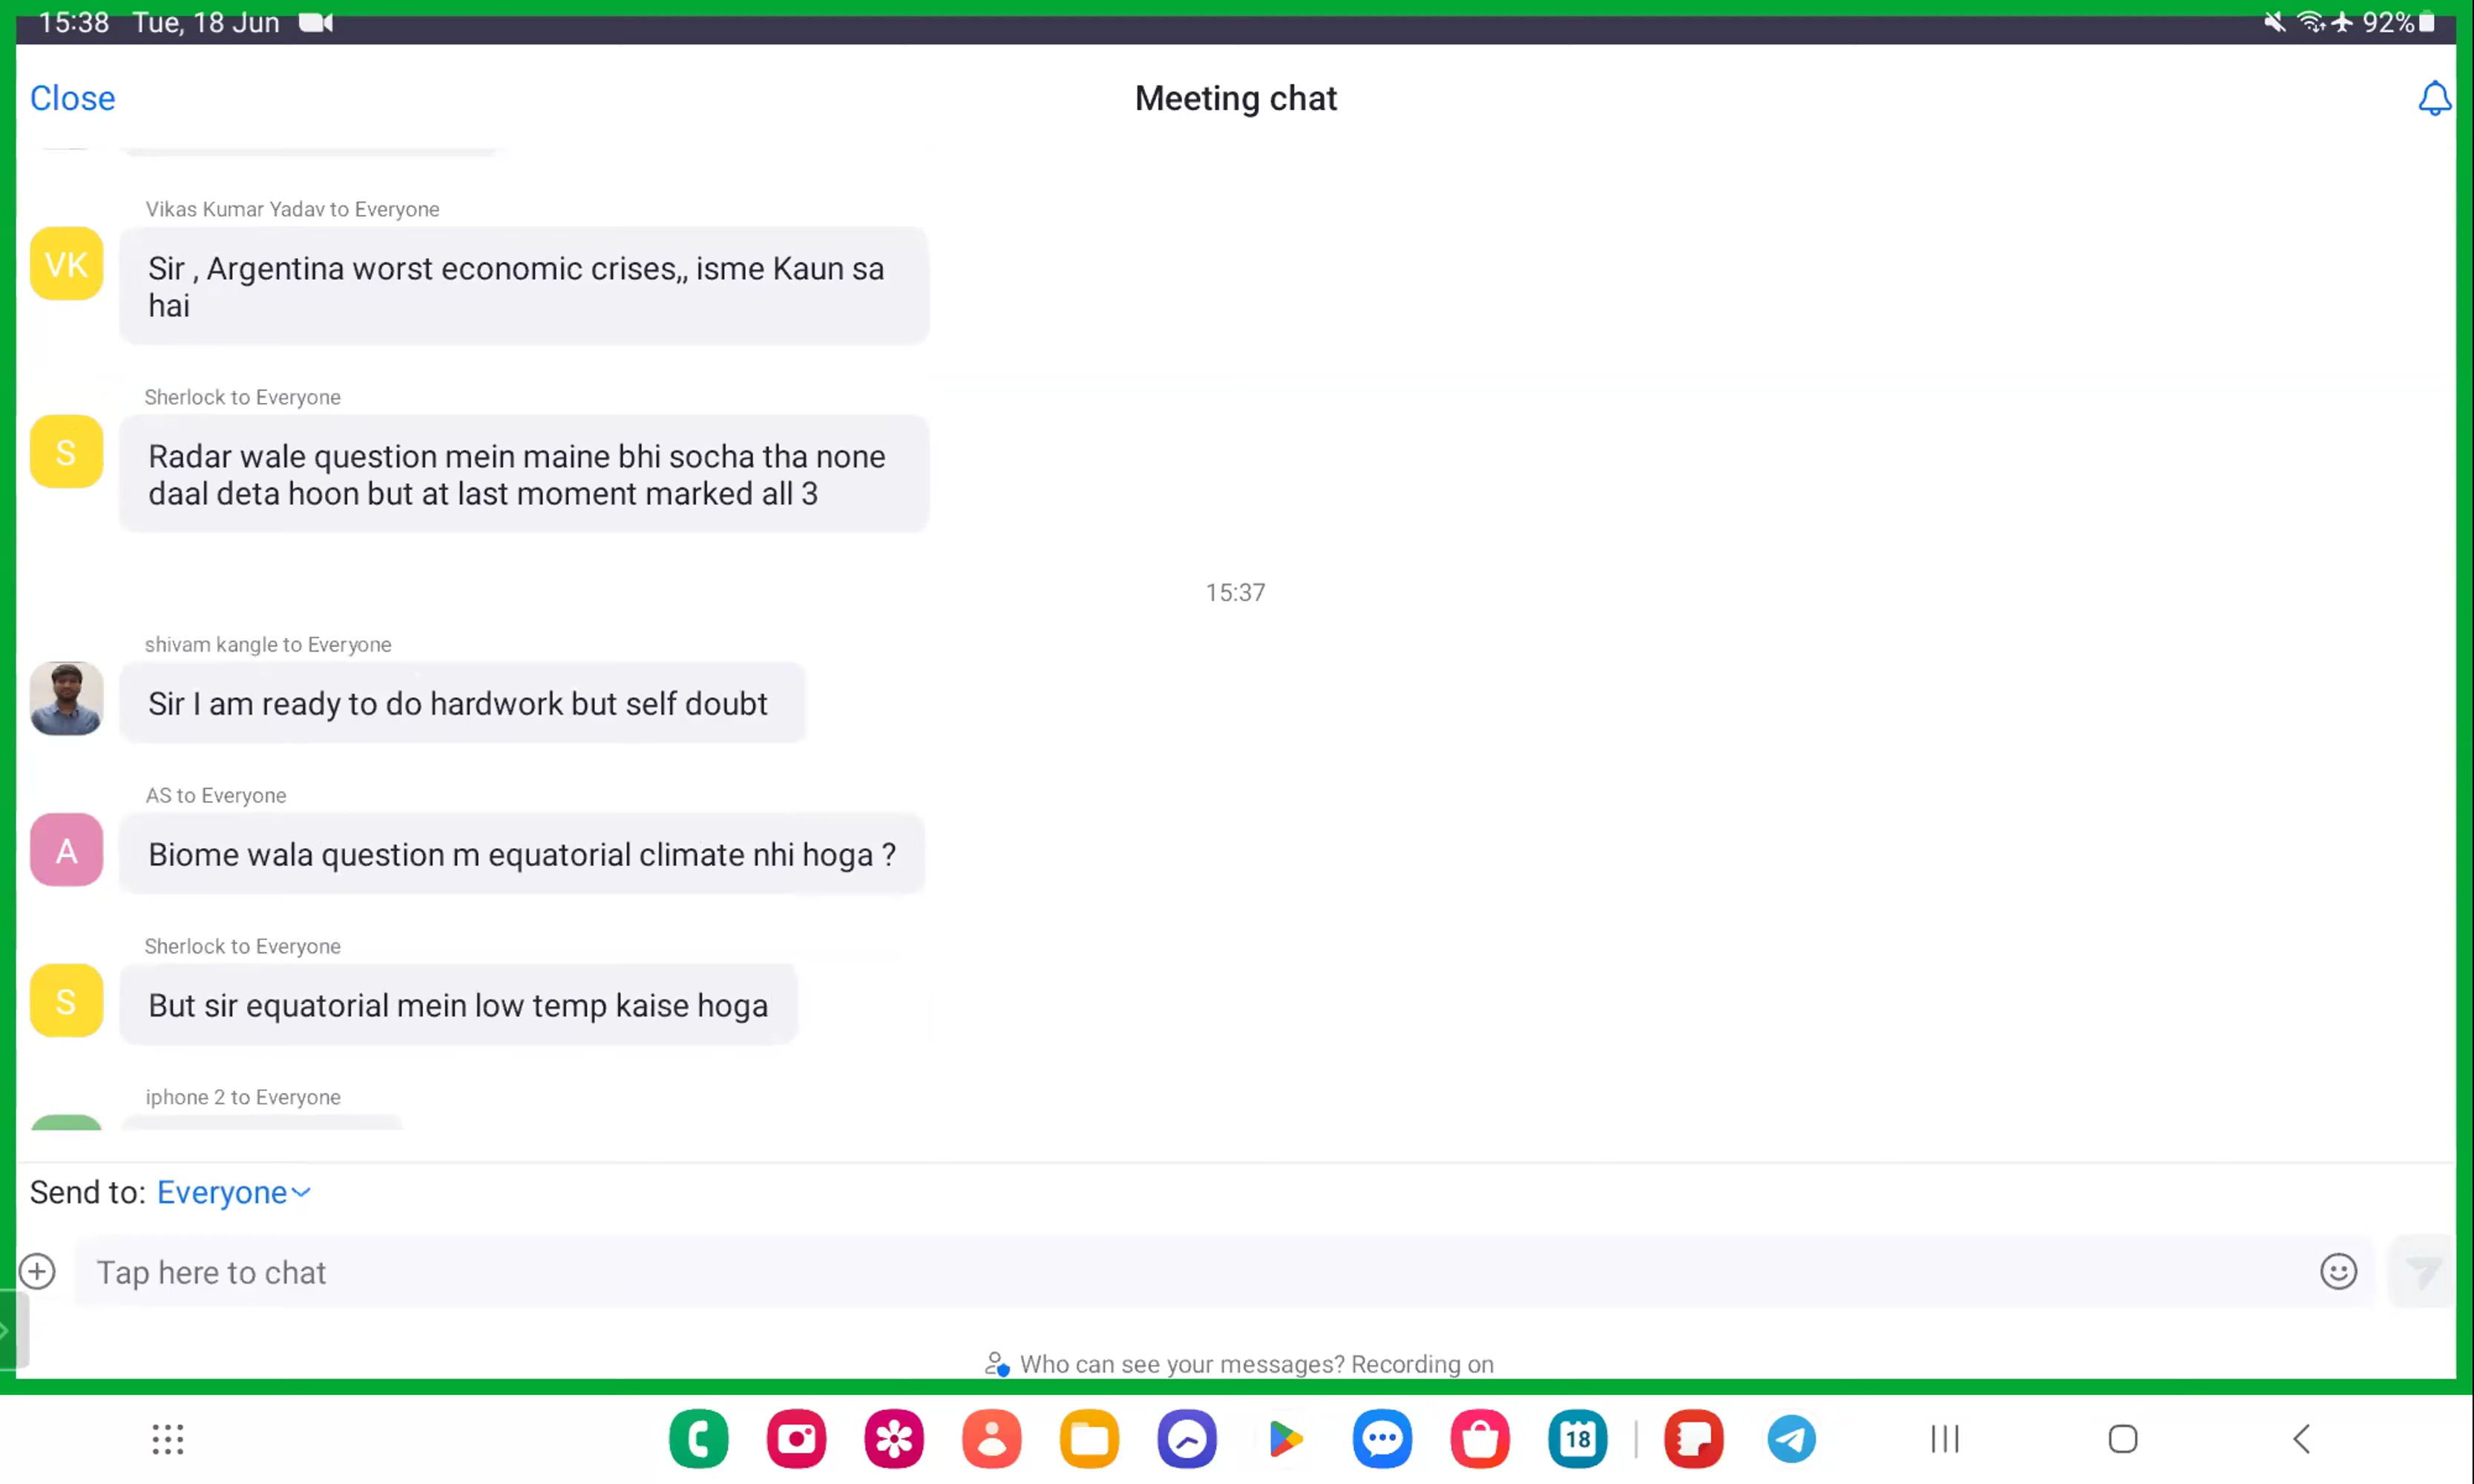 15:38 Tue, 18 Jun
92%
Close
Meeting chat
Vikas Kumar Yadav to Everyone
VK
Sir , Argentina worst economic crises,, isme Kaun sa
hai
Sherlock to Everyone
S
Radar wale question mein maine bhi socha tha none
daal deta hoon but at last moment marked all 3
15:37
shivam kangle to Everyone
Sir I am ready to do hardwork but self doubt
AS to Everyone
A
Biome wala question m equatorial climate nhi hoga ?
Sherlock to Everyone
S
But sir equatorial mein low temp kaise hoga
iphone 2 to Everyone
Send to: Everyone
Tap here to chat
Who can see your messages? Recording on
18